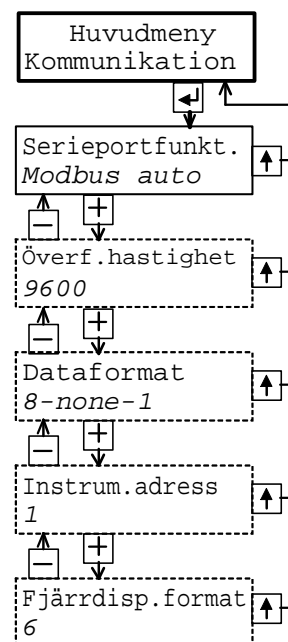 Huvudmeny
Kommunikation
Serieportfunkt.
Modbus auto
Överf.hastighet
9600
Dataformat
8-none-1
Instrum.adress
1
Fjärrdisp.format
6